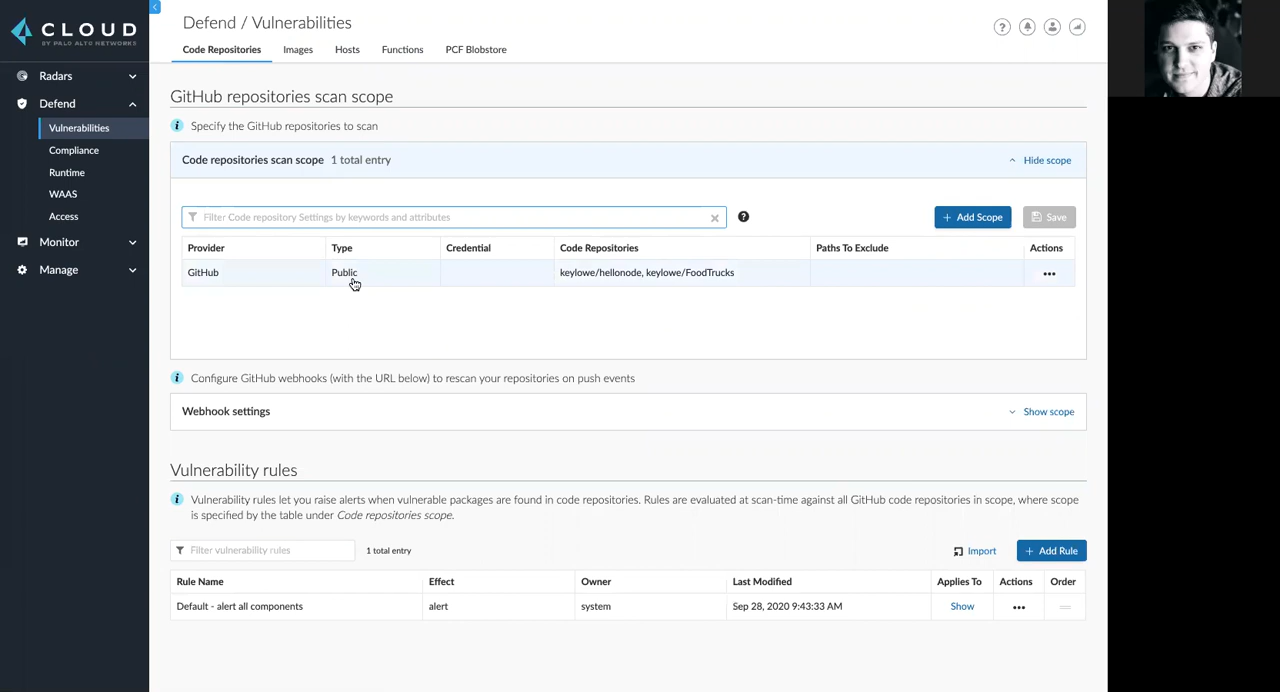 CLOUD
BY PALO ALTO NETWORKS
Radars
Defend
Vulnerabilities
Compliance
Runtime
WAAS
Access
Monitor
Manage
Defend / Vulnerabilities
Code Repositories Images Hosts Functions PCF Blobstore
GitHub repositories scan scope
Specify the GitHub repositories to scan
Code repositories scan scope 1 total entry Hide scope
Filter Code repository Settings by keywords and attributes + Add Scope Save
Provider Type Credential Code Repositories Paths To Exclude Actions
GitHub Public keylowe/hellonode, keylowe/FoodTrucks •••
Configure GitHub webhooks (with the URL below) to rescan your repositories on push events
Webhook settings Show scope
Vulnerability rules
Vulnerability rules let you raise alerts when vulnerable packages are found in code repositories. Rules are evaluated at scan-time against all GitHub code repositories in scope, where scope
is specified by the table under Code repositories scope.
Filter vulnerability rules 1 total entry Import + Add Rule
Rule Name Effect Owner Last Modified Applies To Actions Order
Default - alert all components alert system Sep 28, 2020 9:43:33 AM Show •••